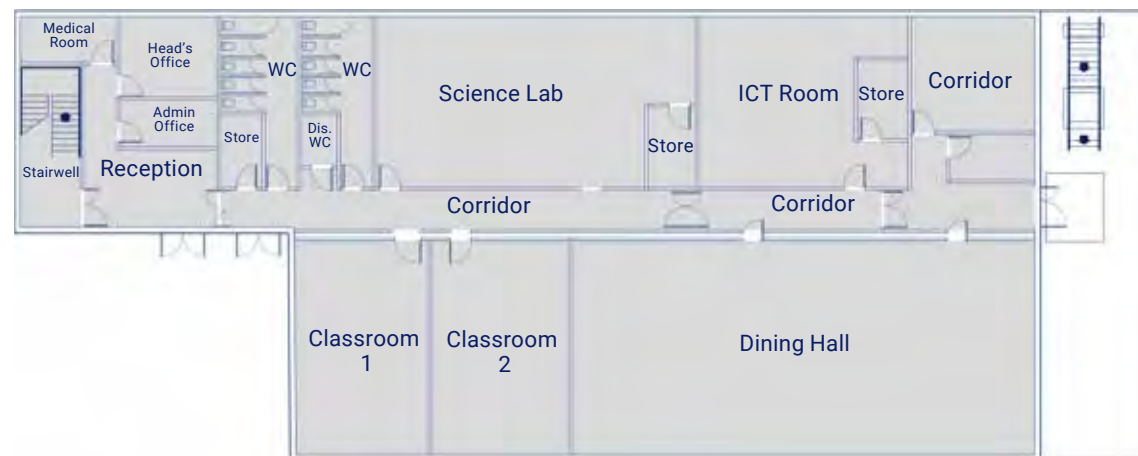 Medical
Room
Head's
Office
WC
WC
Science Lab
ICT Room
Store
Corridor
Admin
Office
Store
Dis.
WC
Store
Stairwell
Reception
Corridor
Corridor
Classroom
1
Classroom
2
Dining Hall